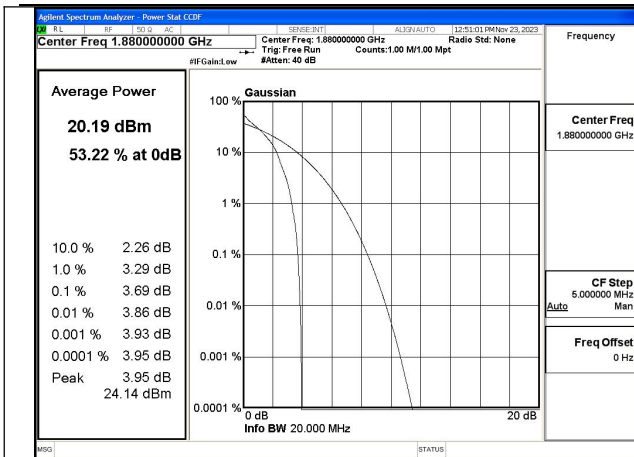 Agilent Spectrum Analyzer - Power Stat CCDF
RL RF 50 Ω AC SENSE:INT ALIGN AUTO 12:51:01 PM Nov 23, 2023
Center Freq 1.880000000 GHz
Center Freq: 1.880000000 GHz Radio Std: None
Trig: Free Run Counts:1.00 M/1.00 Mpt
#IFGain:Low #Atten: 40 dB
Frequency
Average Power
20.19 dBm
53.22 % at 0dB
10.0 % 2.26 dB
1.0 % 3.29 dB
0.1 % 3.69 dB
0.01 % 3.86 dB
0.001 % 3.93 dB
0.0001 % 3.95 dB
Peak 3.95 dB
24.14 dBm
Gaussian
100 %
10 %
1 %
0.1 %
0.01 %
0.001 %
0.0001 %
0 dB 20 dB
Info BW 20.000 MHz
Center Freq
1.880000000 GHz
CF Step
5.000000 MHz
Auto Man
Freq Offset
0 Hz
MSG STATUS